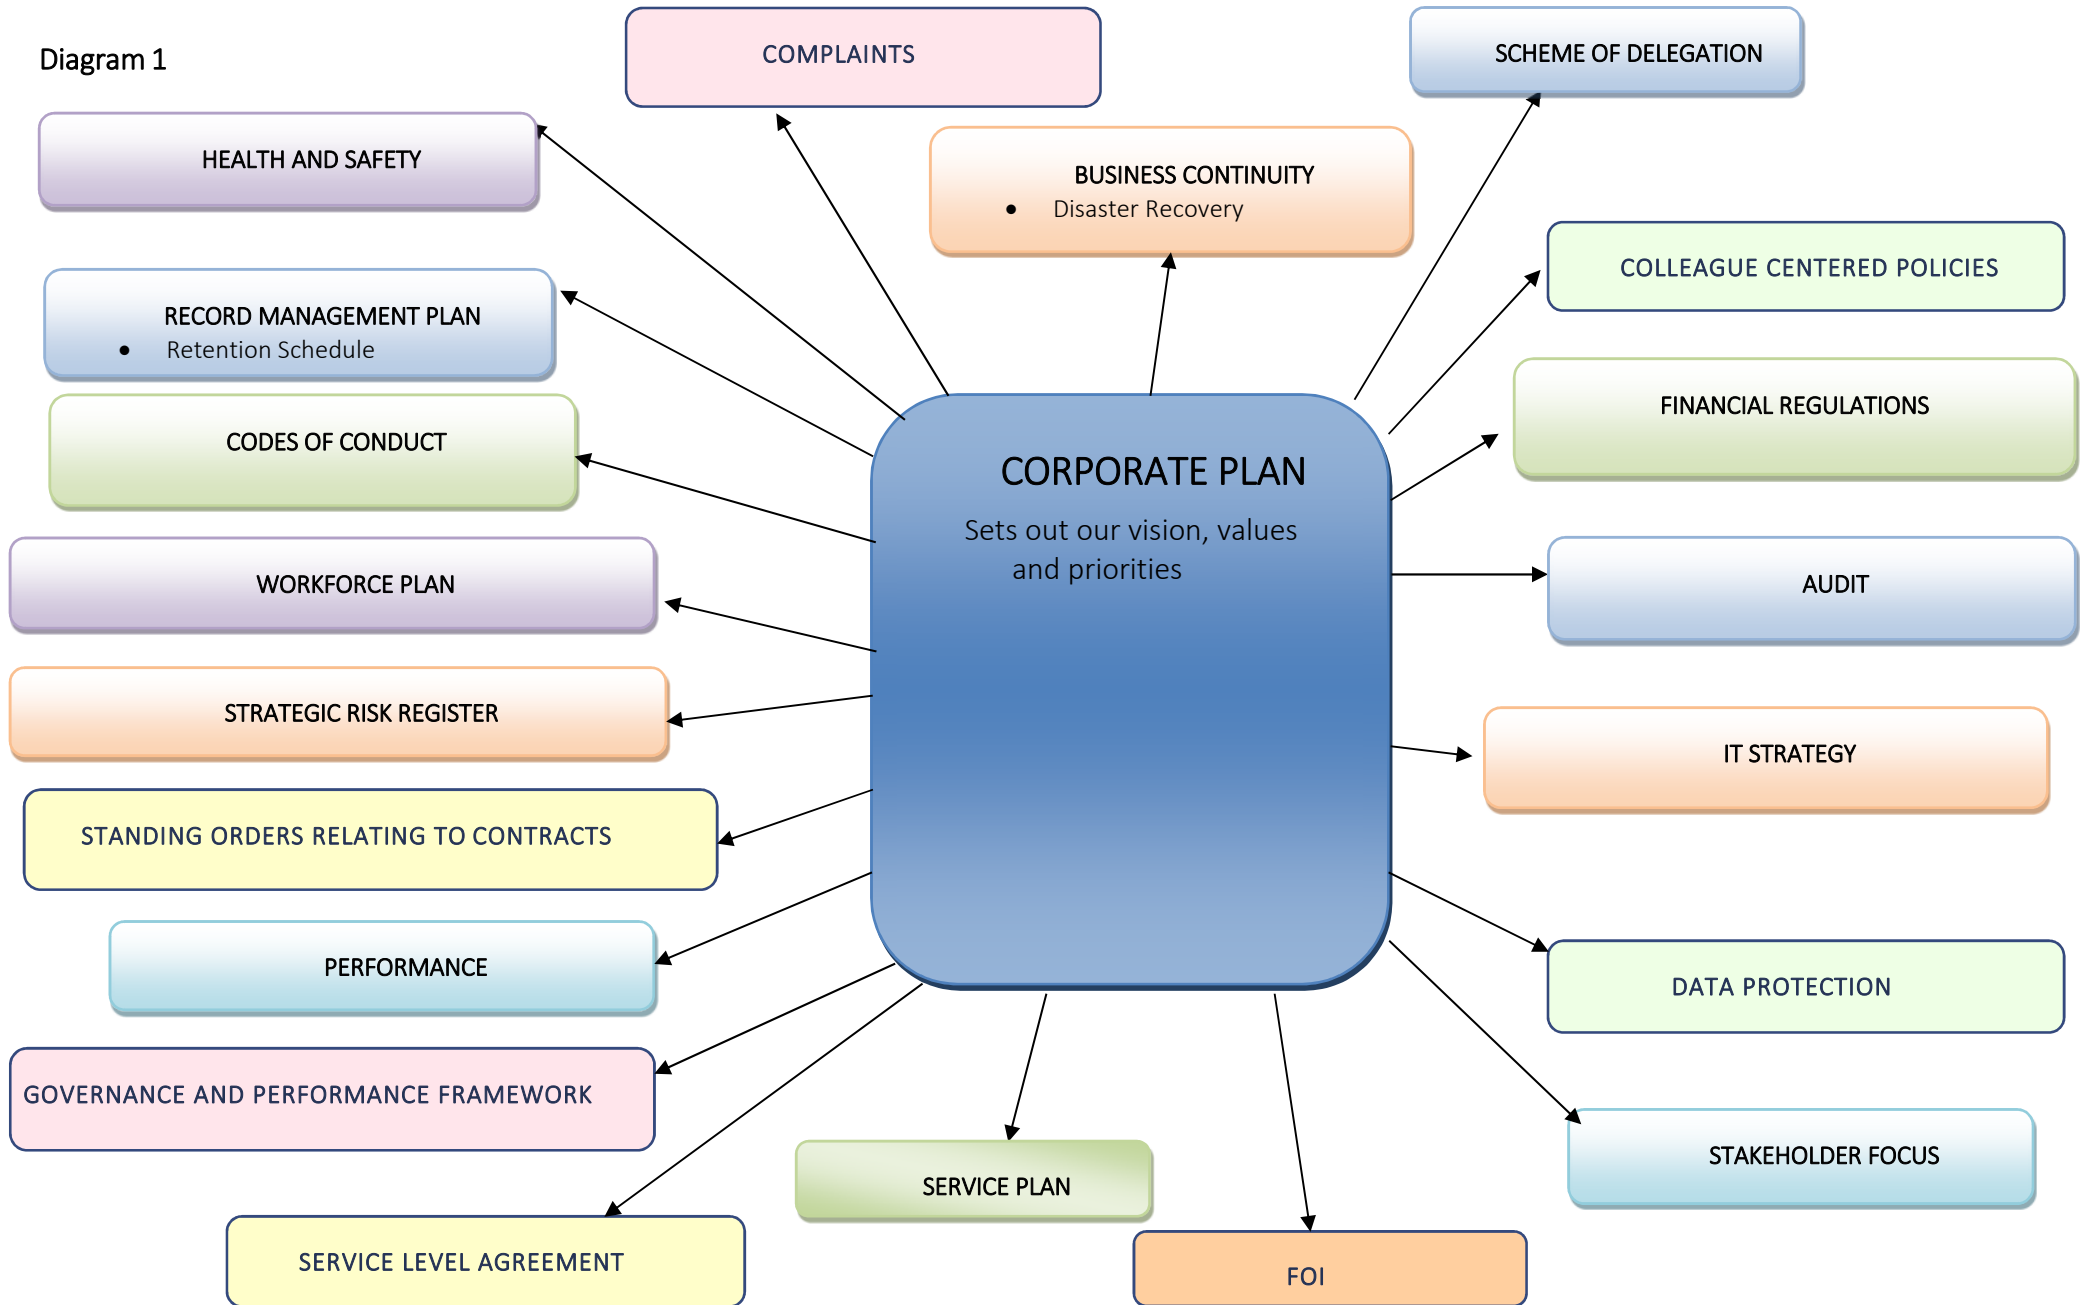 Diagram 1
COMPLAINTS
SCHEME OF DELEGATION
HEALTH AND SAFETY
BUSINESS CONTINUITY
• Disaster Recovery
COLLEAGUE CENTERED POLICIES
RECORD MANAGEMENT PLAN
• Retention Schedule
FINANCIAL REGULATIONS
CODES OF CONDUCT
CORPORATE PLAN
Sets out our vision, values
and priorities
WORKFORCE PLAN
AUDIT
STRATEGIC RISK REGISTER
IT STRATEGY
STANDING ORDERS RELATING TO CONTRACTS
PERFORMANCE
DATA PROTECTION
GOVERNANCE AND PERFORMANCE FRAMEWORK
STAKEHOLDER FOCUS
SERVICE PLAN
SERVICE LEVEL AGREEMENT
FOI